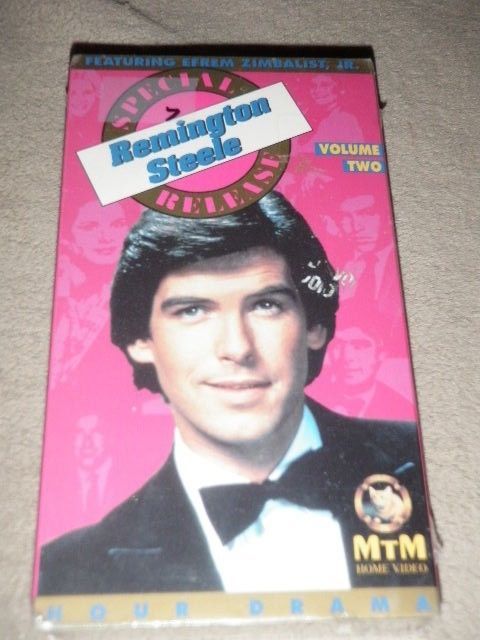 FEATURING EFREM ZIMBALIST, JR.
SPECIAL
Remington
Steele
RELEASE
VOLUME
TWO
MTM
HOME VIDEO
HOUR DRAMA